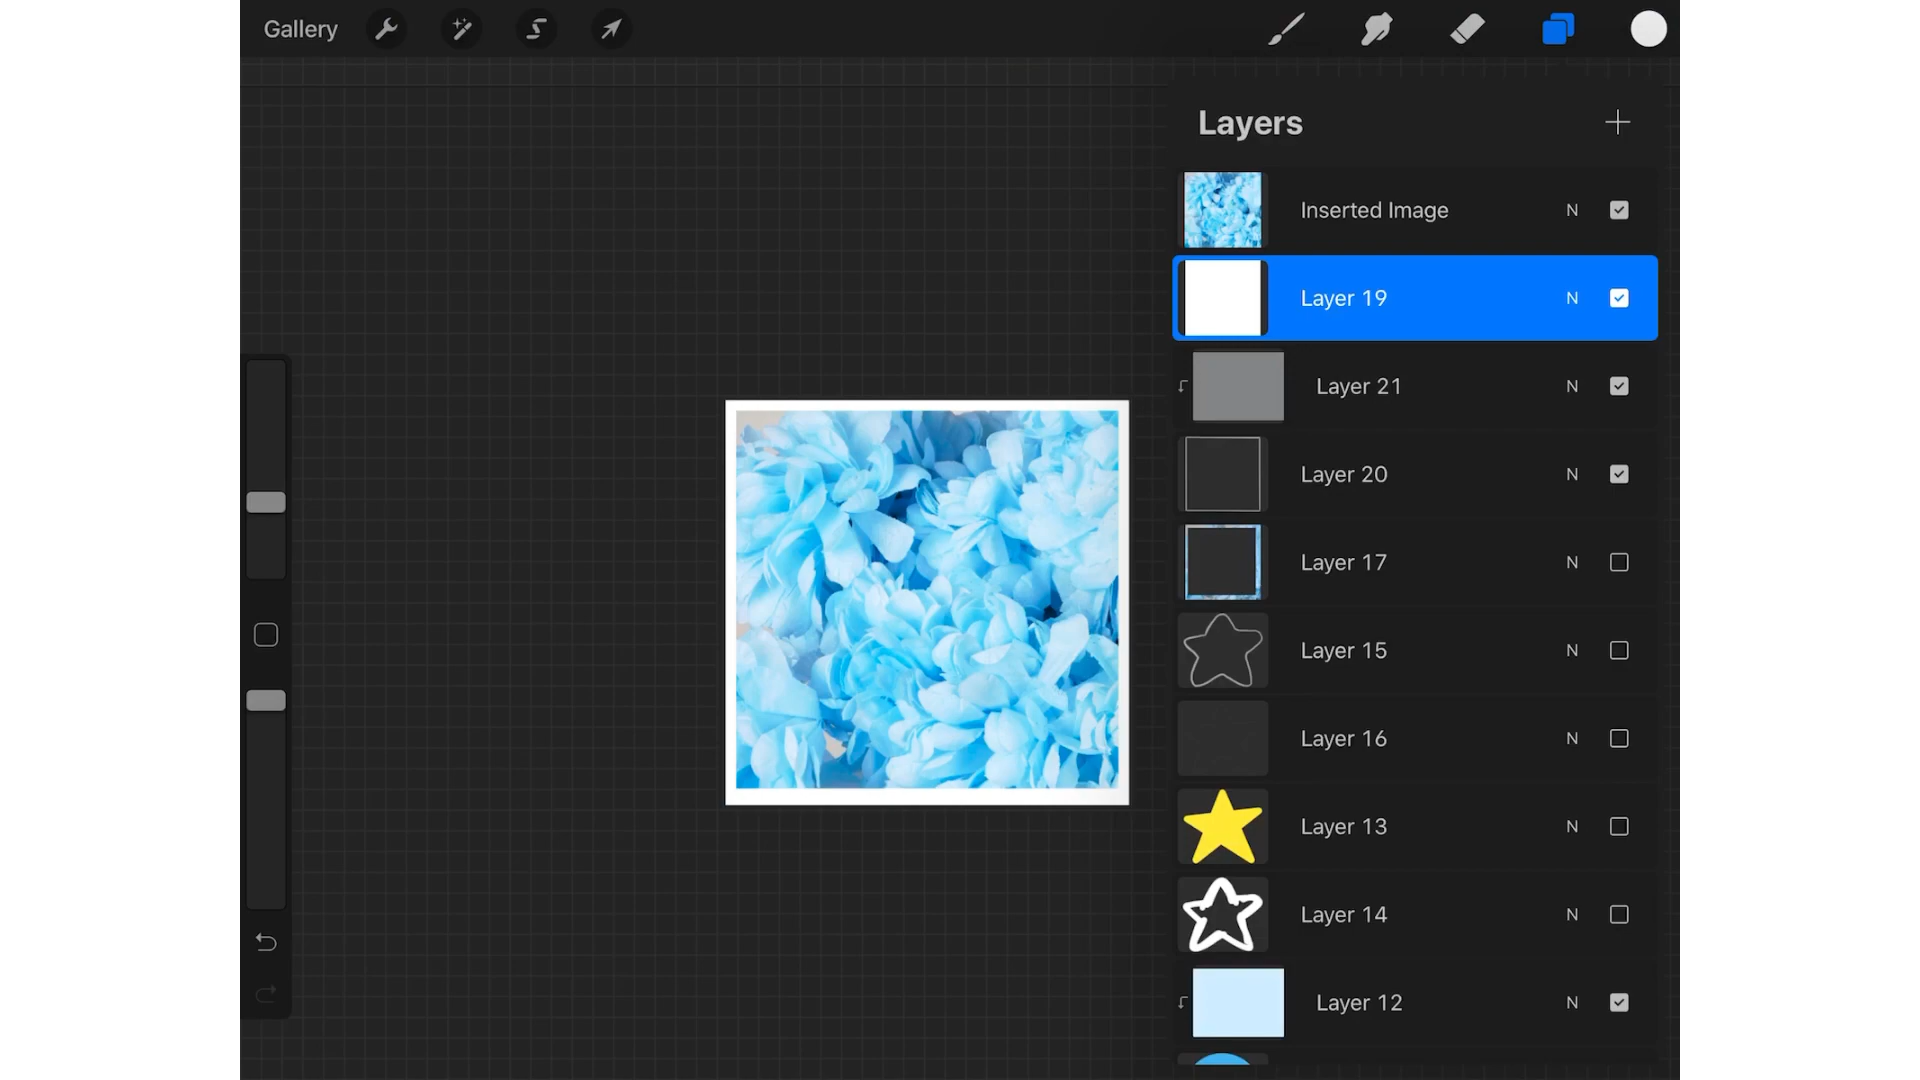 Gallery
Layers
Inserted Image N
Layer 19 N
Layer 21 N
Layer 20 N
Layer 17 N
Layer 15 N
Layer 16 N
Layer 13 N
Layer 14 N
Layer 12 N